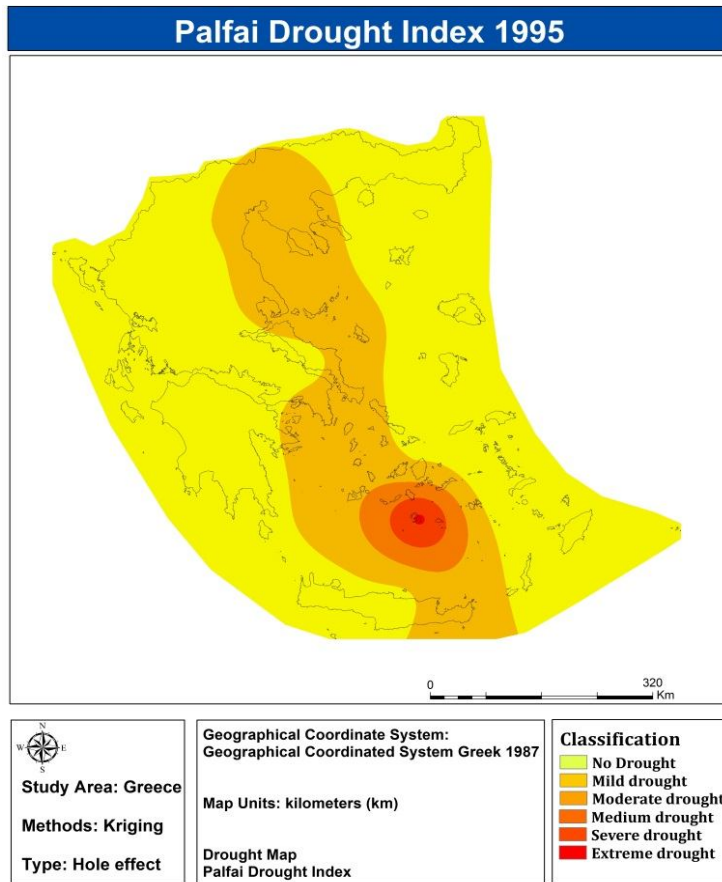 Palfai Drought Index 1995
0
320
Km
N
W
E
S
Study Area: Greece
Methods: Kriging
Type: Hole effect
Geographical Coordinate System:
Geographical Coordinated System Greek 1987
Map Units: kilometers (km)
Drought Map
Palfai Drought Index
Classification
No Drought
Mild drought
Moderate drought
Medium drought
Severe drought
Extreme drought